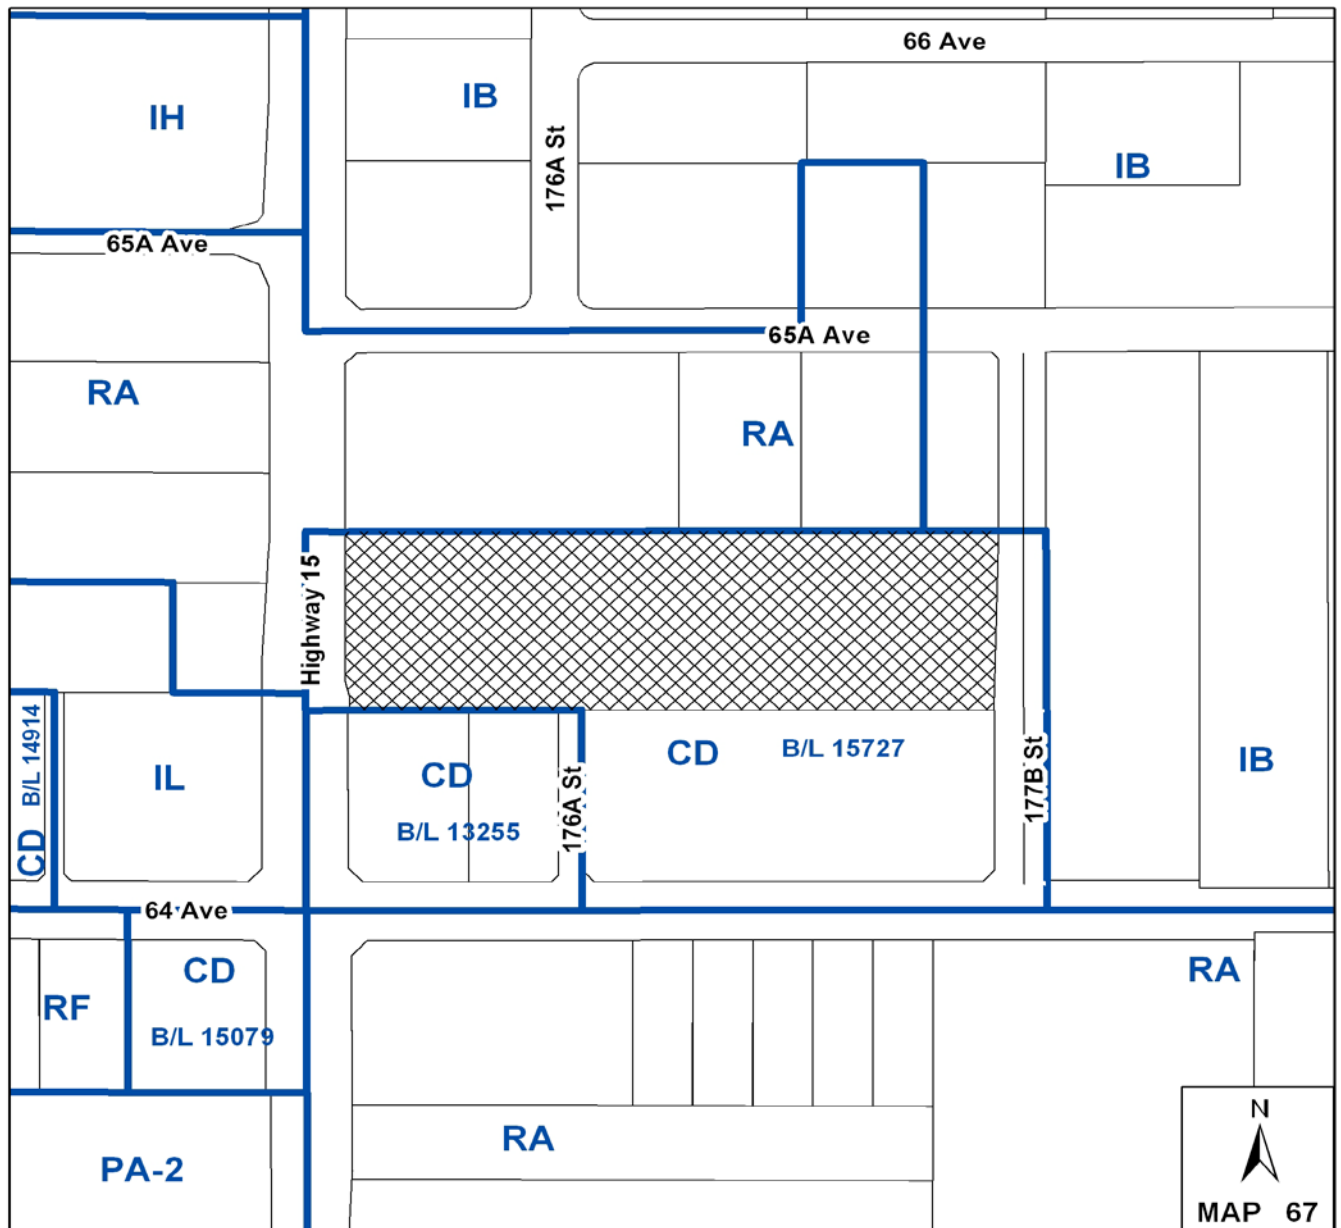 66 Ave
IB
IH
176A St
IB
65A Ave
65A Ave
RA
RA
Highway 15
CD B/L 14914
IL
CD
B/L 13255
176A St
CD B/L 15727
177B St
IB
64 Ave
CD
RF
B/L 15079
RA
RA
PA-2
N
MAP 67